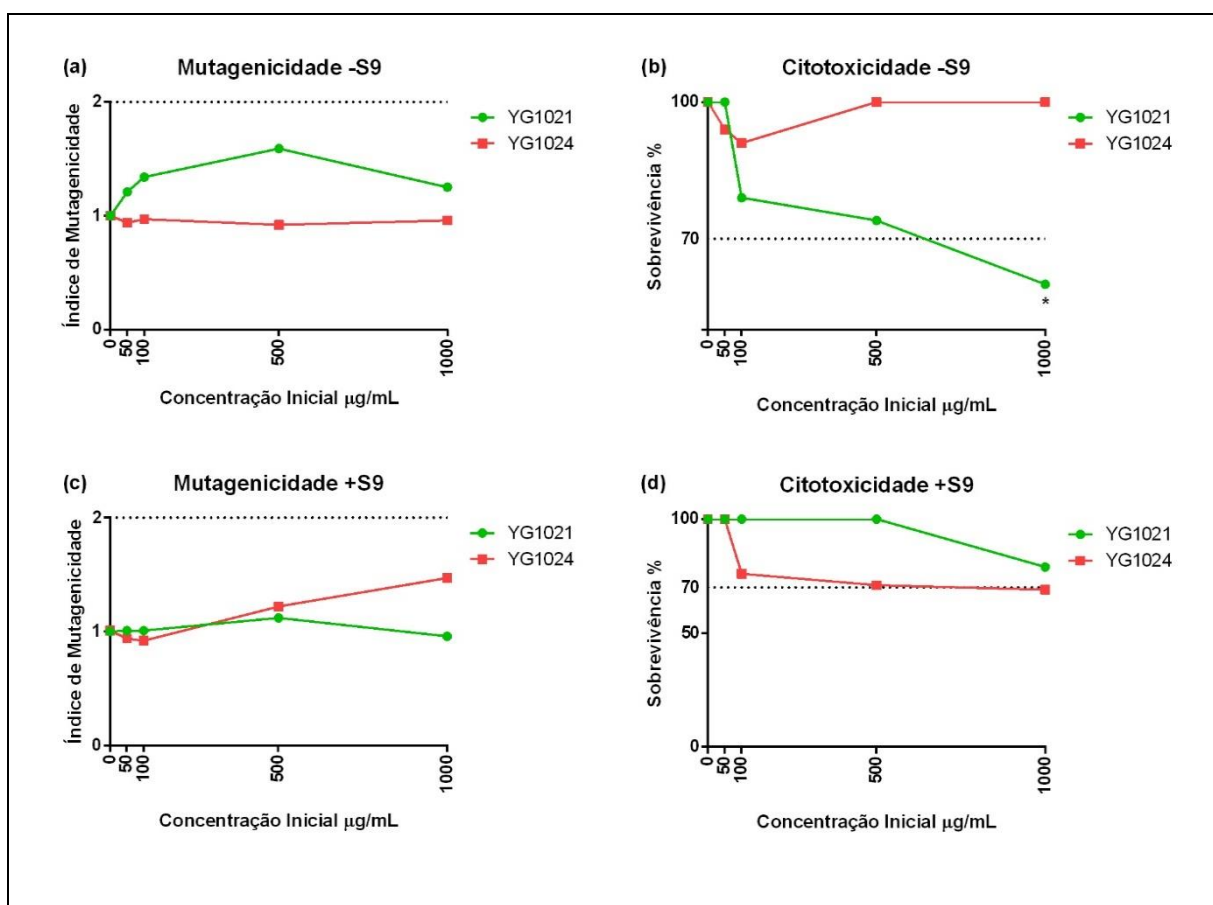 (a) Mutagenicidade -S9
Índice de Mutagenicidade
2
1
0
0
50
100
500
1000
Concentração Inicial μg/mL
YG1021
YG1024
(b) Citotoxicidade -S9
Sobrevivência %
100
70
*
0
50
100
500
1000
Concentração Inicial μg/mL
YG1021
YG1024
(c) Mutagenicidade +S9
Índice de Mutagenicidade
2
1
0
0
50
100
500
1000
Concentração Inicial μg/mL
YG1021
YG1024
(d) Citotoxicidade +S9
Sobrevivência %
100
70
50
0
0
50
100
500
1000
Concentração Inicial μg/mL
YG1021
YG1024